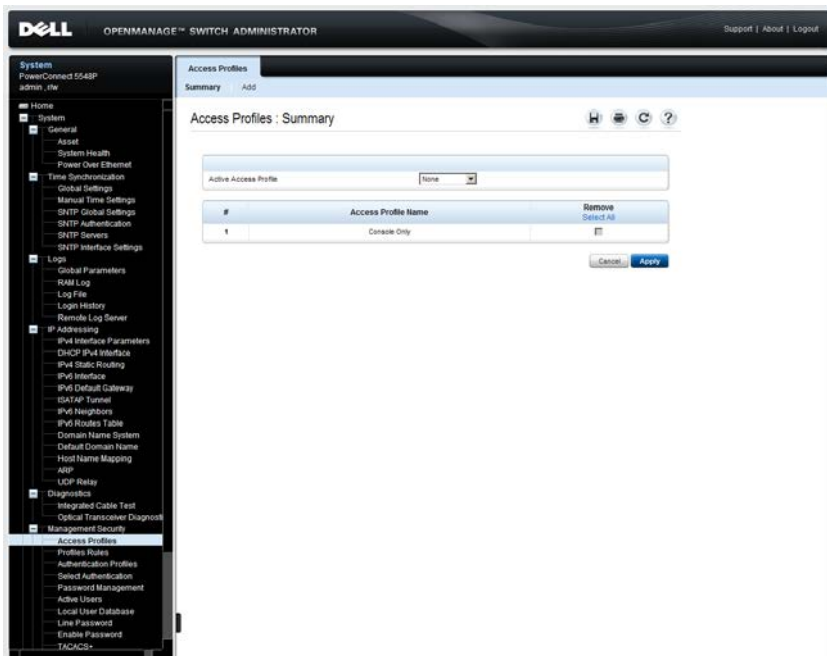 DELL
OPENMANAGE™ SWITCH ADMINISTRATOR
Support | About | Logout
System
PowerConnect 5548P
admin , r/w
Home
System
General
Asset
System Health
Power Over Ethernet
Time Synchronization
Global Settings
Manual Time Settings
SNTP Global Settings
SNTP Authentication
SNTP Servers
SNTP Interface Settings
Logs
Global Parameters
RAM Log
Log File
Login History
Remote Log Server
IP Addressing
IPv4 Interface Parameters
DHCP IPv4 Interface
IPv4 Static Routing
IPv6 Interface
IPv6 Default Gateway
ISATAP Tunnel
IPv6 Neighbors
IPv6 Routes Table
Domain Name System
Default Domain Name
Host Name Mapping
ARP
UDP Relay
Diagnostics
Integrated Cable Test
Optical Transceiver Diagnosti
Management Security
Access Profiles
Profiles Rules
Authentication Profiles
Select Authentication
Password Management
Active Users
Local User Database
Line Password
Enable Password
TACACS+
Access Profiles
Summary Add
Access Profiles : Summary
?
Active Access Profile None
# Access Profile Name Remove
Select All
1 Console Only
Cancel Apply